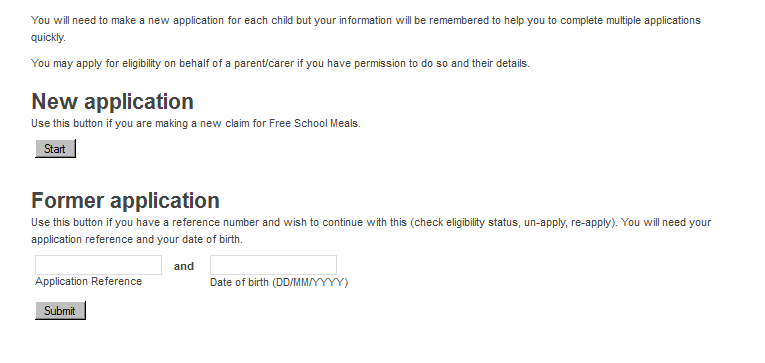 You will need to make a new application for each child but your information will be remembered to help you to complete multiple applications
quickly.
You may apply for eligibility on behalf of a parent/carer if you have permission to do so and their details.
New application
Use this button if you are making a new claim for Free School Meals.
Start
Former application
Use this button if you have a reference number and wish to continue with this (check eligibility status, un-apply, re-apply). You will need your
application reference and your date of birth.
and
Application Reference
Date of birth (DD/MM/YYYY)
Submit